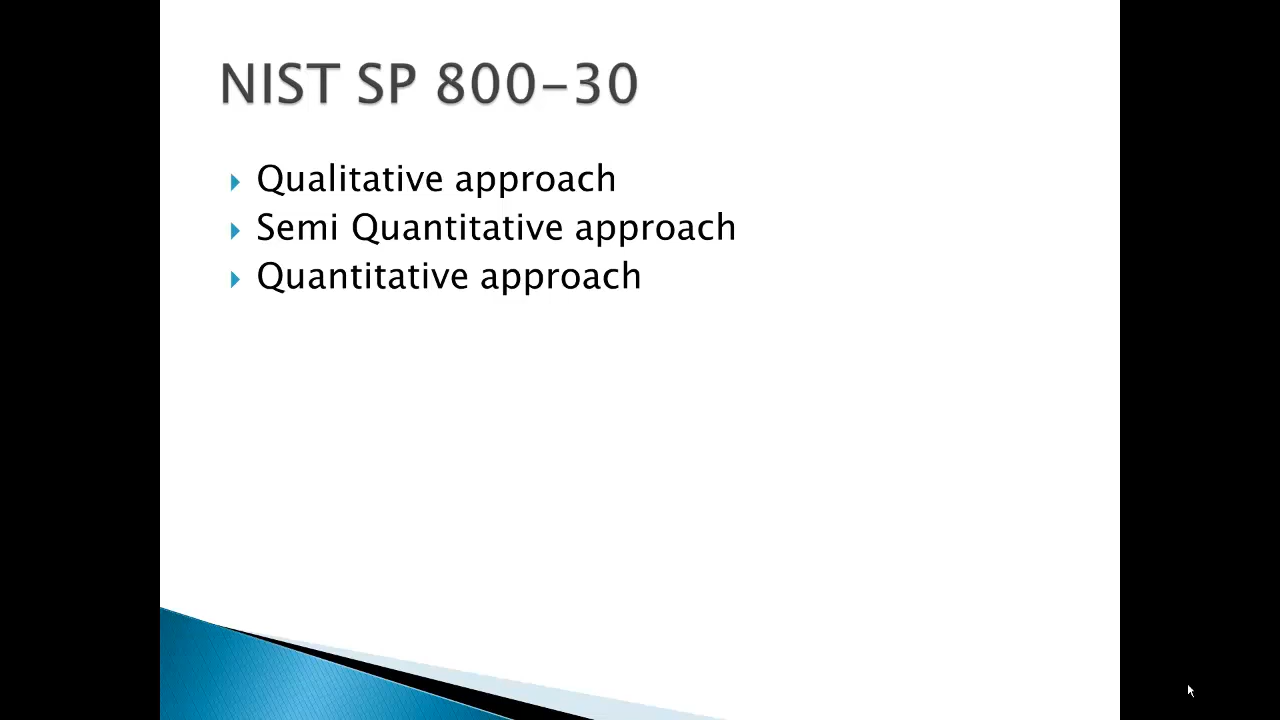 NIST SP 800-30
Qualitative approach
Semi Quantitative approach
Quantitative approach